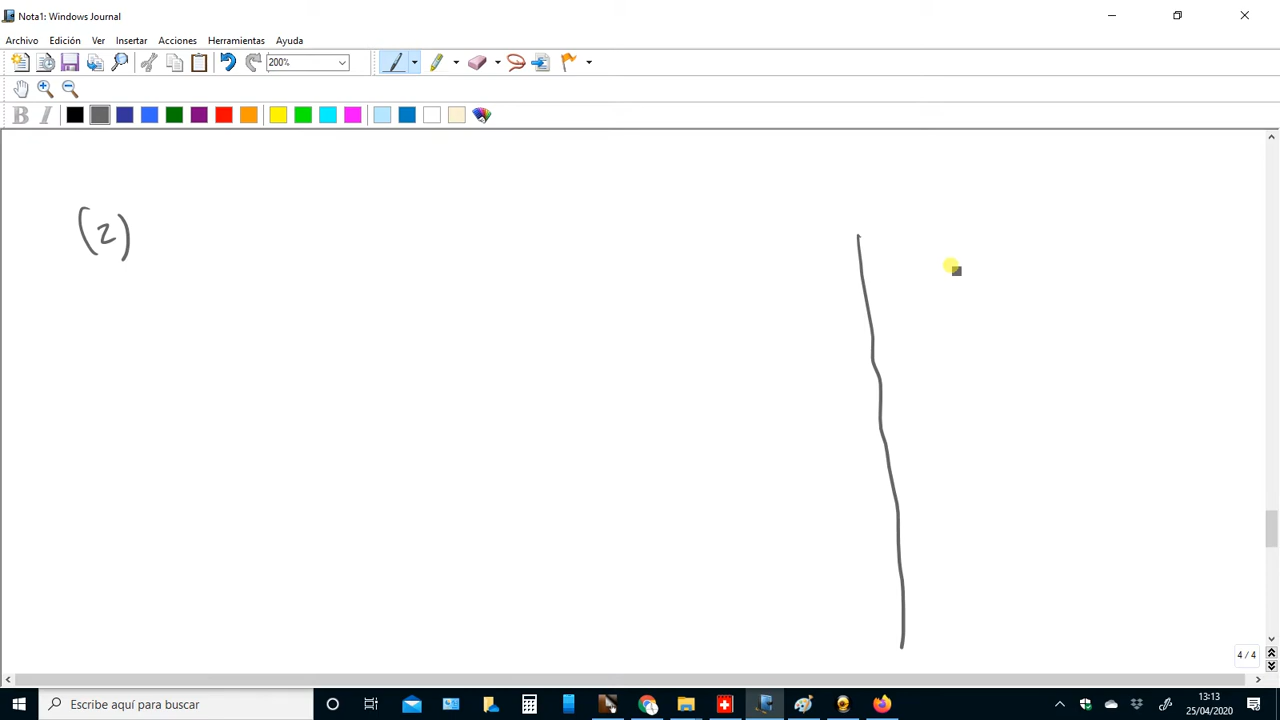 Nota1: Windows Journal
Archivo Edición Ver Insertar Acciones Herramientas Ayuda
200%
B I
(2)
4 / 4
Escribe aquí para buscar
13:13
25/04/2020